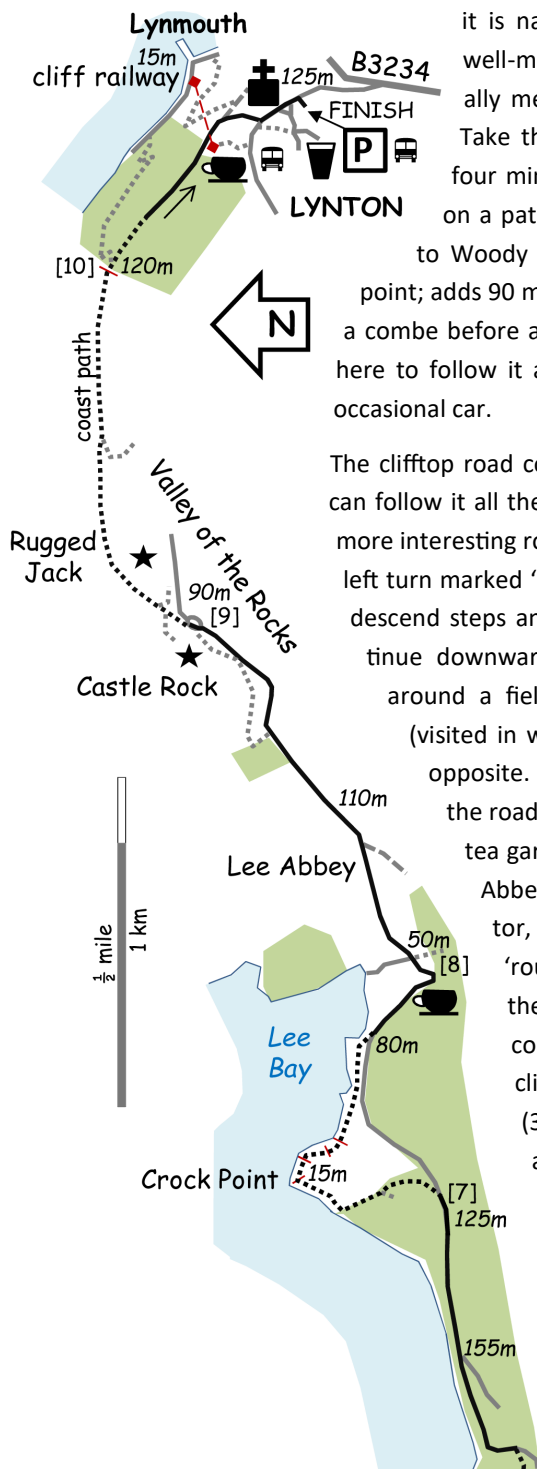 Lynmouth
15m
cliff railway
125m
B3234
FINISH
P
LYNTON
[10]
120m
N
coast path
Valley of the Rocks
Rugged
Jack
90m
[9]
Castle Rock
110m
Lee Abbey
½ mile
1 km
50m
[8]
Lee
Bay
80m
Crock Point
15m
[7]
125m
155m
it is na
well-m
ally me
Take th
four min
on a pat
to Woody
point; adds 90 m
a combe before a
here to follow it a
occasional car.
The clifftop road co
can follow it all the
more interesting ro
left turn marked ‘
descend steps an
tinue downwar
around a fiel
(visited in w
opposite.
the road
tea gar
Abbe
tor,
‘rou
the
co
cli
(3
a